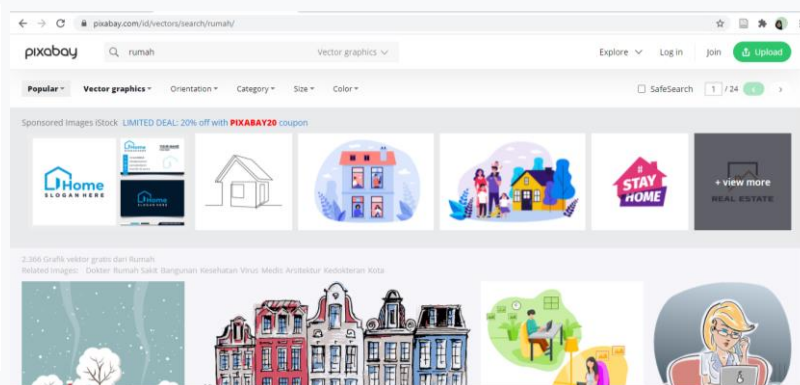 pixabay.com/id/vectors/search/rumah/
pixabay
rumah
Vector graphics
Explore
Log in
Join
Upload
Popular
Vector graphics
Orientation
Category
Size
Color
SafeSearch
1 / 24
Sponsored Images iStock LIMITED DEAL: 20% off with PIXABAY20 coupon
Home
SLOGAN HERE
Home
Home
STAY
HOME
+ view more
REAL ESTATE
2.366 Grafik vektor gratis dari Rumah
Related Images: Dokter Rumah Sakit Bangunan Kesehatan Virus Medis Arsitektur Kedokteran Kota